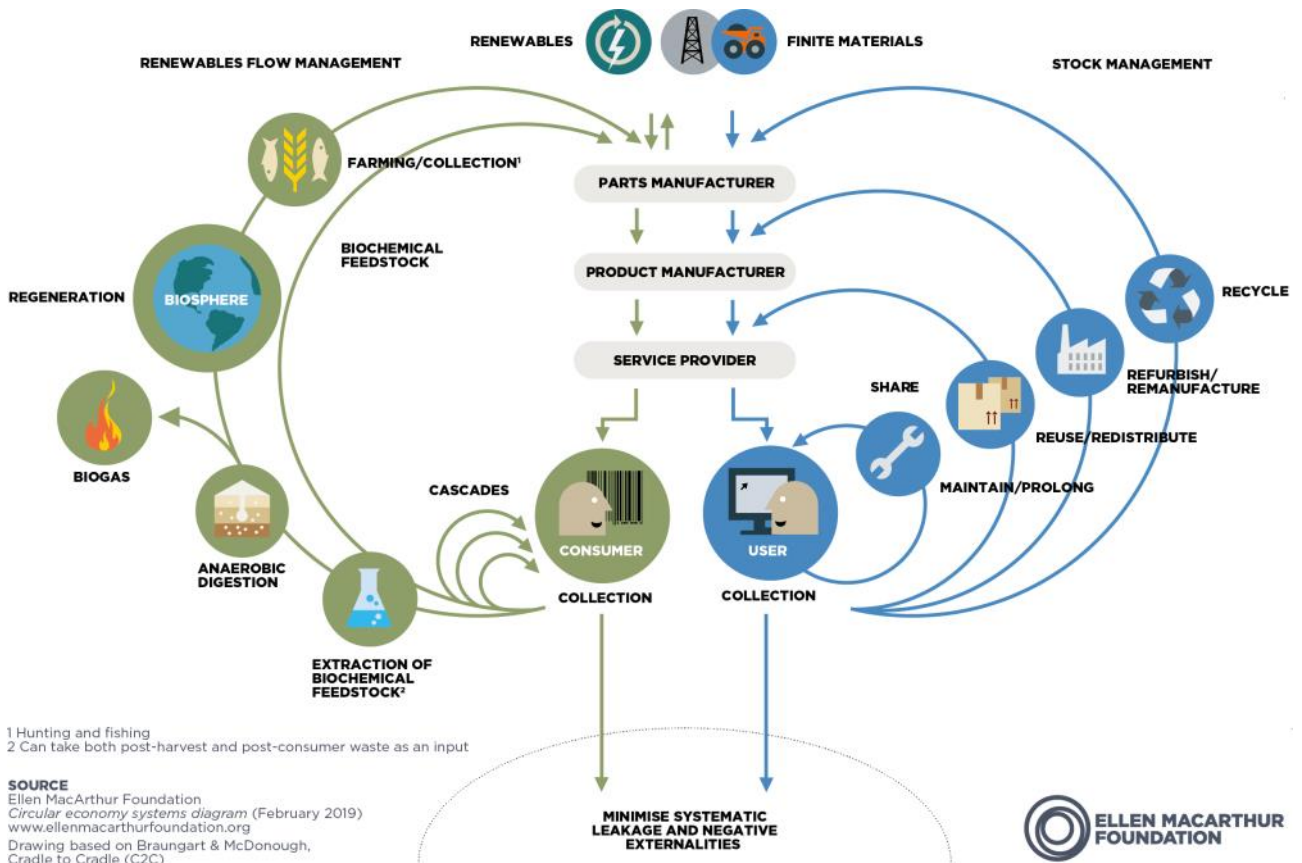 RENEWABLES
FINITE MATERIALS
RENEWABLES FLOW MANAGEMENT
STOCK MANAGEMENT
FARMING/COLLECTION¹
PARTS MANUFACTURER
BIOCHEMICAL
FEEDSTOCK
PRODUCT MANUFACTURER
REGENERATION
BIOSPHERE
RECYCLE
SERVICE PROVIDER
SHARE
REFURBISH/
REMANUFACTURE
REUSE/REDISTRIBUTE
BIOGAS
CASCADES
MAINTAIN/PROLONG
CONSUMER
USER
ANAEROBIC
DIGESTION
COLLECTION
COLLECTION
EXTRACTION OF
BIOCHEMICAL
FEEDSTOCK²
1 Hunting and fishing
2 Can take both post-harvest and post-consumer waste as an input
SOURCE
Ellen MacArthur Foundation
Circular economy systems diagram (February 2019)
www.ellenmacarthurfoundation.org
Drawing based on Braungart & McDonough,
Cradle to Cradle (C2C)
MINIMISE SYSTEMATIC
LEAKAGE AND NEGATIVE
EXTERNALITIES
ELLEN MACARTHUR
FOUNDATION